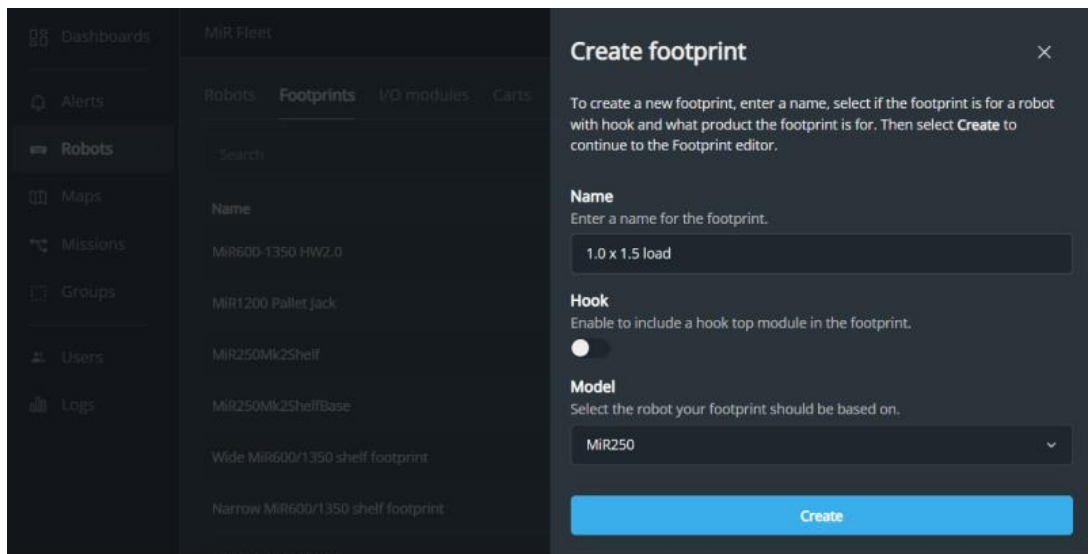 Dashboards
Alerts
Robots
Maps
Missions
Groups
Users
Logs
MiR Fleet
Robots Footprints I/O modules Carts
Search
Name
MiR600-1350 HW2.0
MiR1200 Pallet Jack
MiR250Mk2Shelf
MiR250Mk2ShelfBase
Wide MiR600/1350 shelf footprint
Narrow MiR600/1350 shelf footprint
Create footprint
To create a new footprint, enter a name, select if the footprint is for a robot
with hook and what product the footprint is for. Then select Create to
continue to the Footprint editor.
Name
Enter a name for the footprint.
1.0 x 1.5 load
Hook
Enable to include a hook top module in the footprint.
Model
Select the robot your footprint should be based on.
MiR250
Create